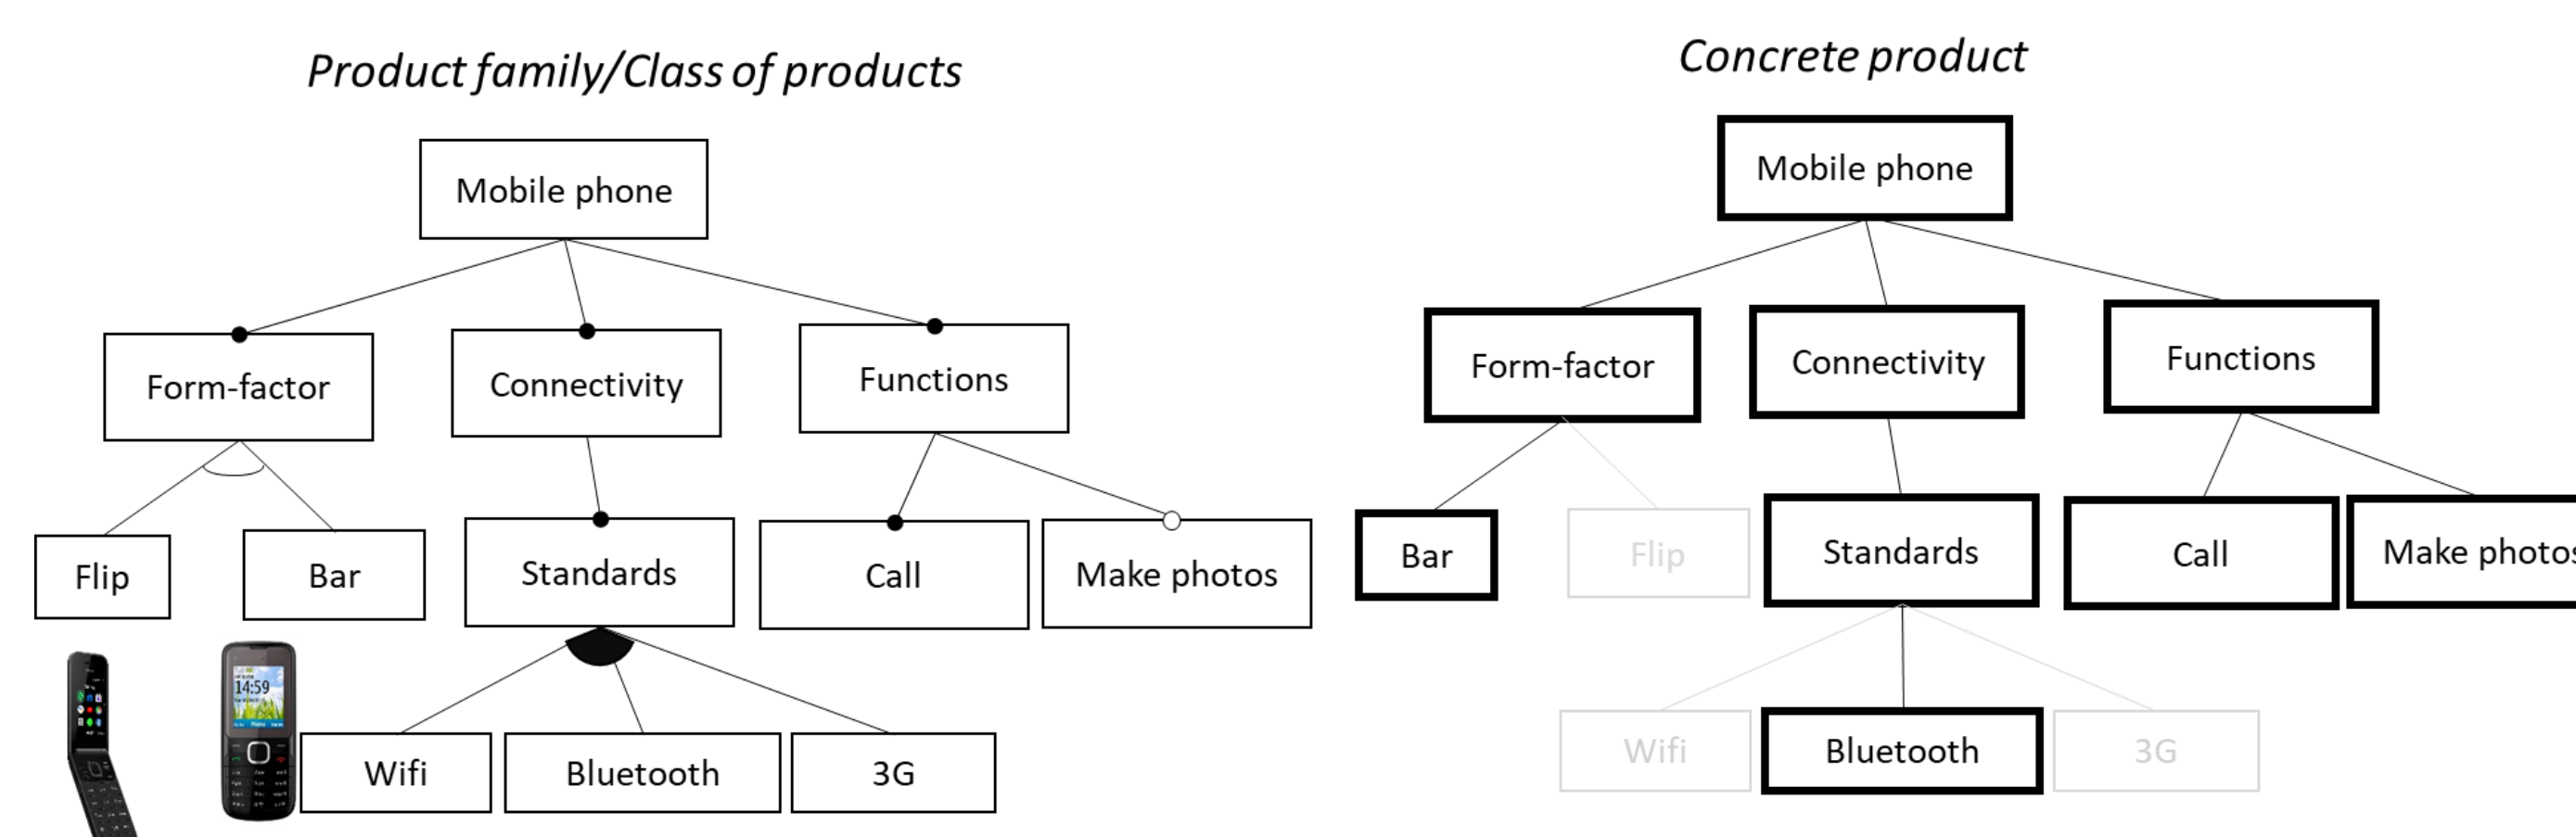 Product family/Class of products
Mobile phone
Form-factor
Connectivity
Functions
Flip
Bar
Standards
Call
Make photos
14:59
Wifi
Bluetooth
3G
Concrete product
Mobile phone
Form-factor
Connectivity
Functions
Bar
Flip
Standards
Call
Make photos
Wifi
Bluetooth
3G